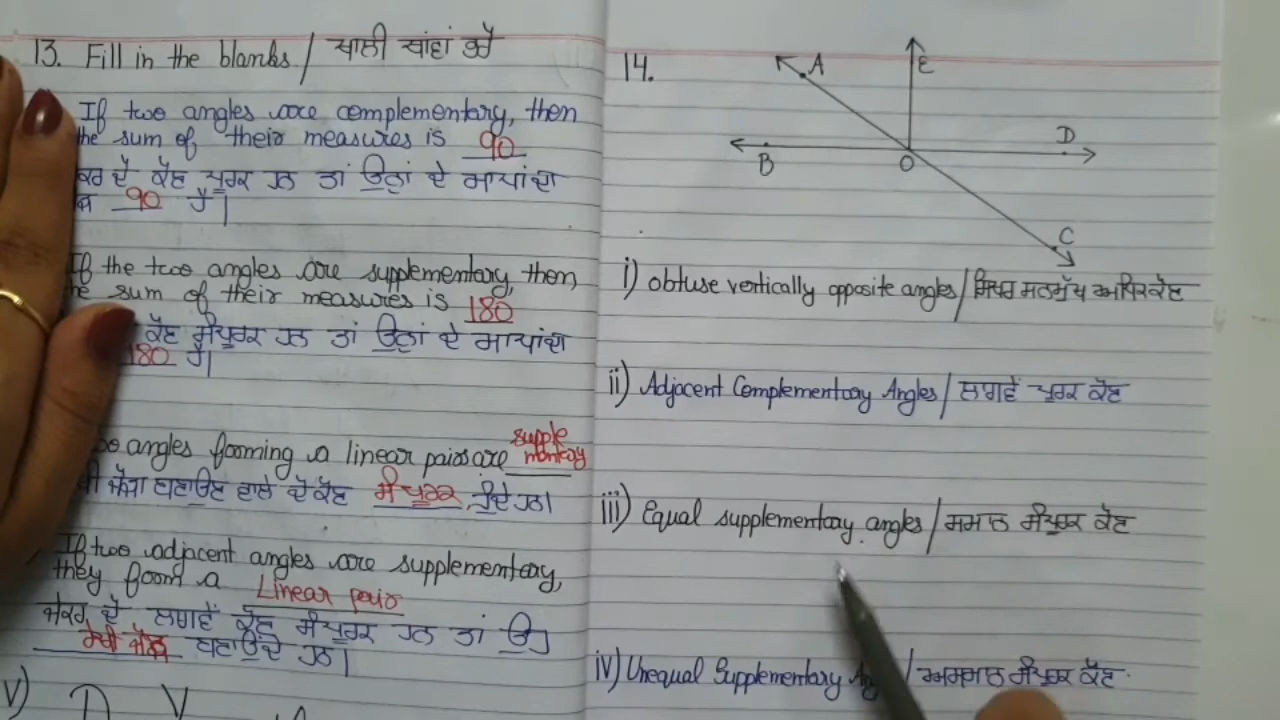 13. Fill in the blanks / ਖਾਲੀ ਥਾਂਵਾਂ ਭਰੋ
If two angles are complementary, then
the sum of their measures is 90
ਦੋ ਕੋਣ ਪੂਰਕ ਹਨ ਤਾਂ ਉਹਨਾਂ ਦੇ ਮਾਪਾਂ ਦਾ
90 ਹੈ।
If the two angles are supplementary, then
sum of their measures is 180
ਕੋਣ ਸੰਪੂਰਕ ਹਨ ਤਾਂ ਉਹਨਾਂ ਦੇ ਮਾਪਾਂ ਦਾ
180 ਹੈ।
angles forming a linear pair are supplementary
ਜੋੜਾ ਬਣਾਉਣ ਵਾਲੇ ਦੋ ਕੋਣ ਸੰਪੂਰਕ ਹੁੰਦੇ ਹਨ।
If two adjacent angles are supplementary,
they form a Linear pair
ਜੇਕਰ ਦੋ ਲਾਗਵੇਂ ਕੋਣ ਸੰਪੂਰਕ ਹਨ ਤਾਂ ਉਹ
ਬਣਾਉਂਦੇ ਹਨ।
V)
14.
A
E
B
O
D
C
i) obtuse vertically opposite angles / ਸਿਖਰ ਸਨਮੁੱਖ ਅਧਿਕ ਕੋਣ
ii) Adjacent Complementary Angles / ਲਾਗਵੇਂ ਪੂਰਕ ਕੋਣ
iii) Equal supplementary angles / ਸਮਾਨ ਸੰਪੂਰਕ ਕੋਣ
iv) Unequal Supplementary / ਅਸਮਾਨ ਸੰਪੂਰਕ ਕੋਣ.